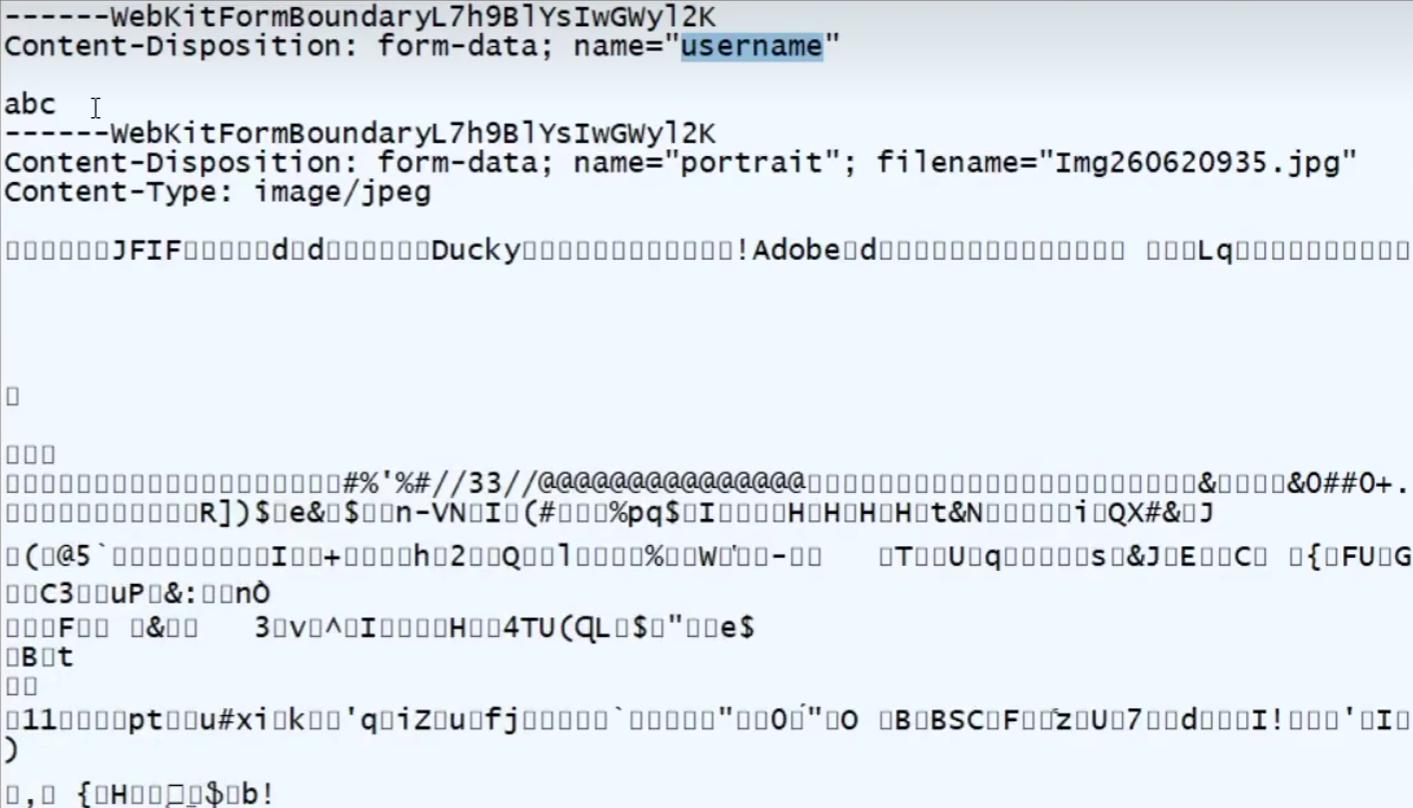 ------WebKitFormBoundaryL7h9BlYsIwGWyl2K
Content-Disposition: form-data; name="username"
abc
------WebKitFormBoundaryL7h9BlYsIwGWyl2K
Content-Disposition: form-data; name="portrait"; filename="Img260620935.jpg"
Content-Type: image/jpeg
JFIF d d Ducky !Adobe d Lq
#%'%#//33//@@@@@@@@@@@@@@@ & &0##0+.
R])$ e& $ n-VN I (# %pq$ I H H H H t&N i QX#& J
( @5` I + h 2 Q l % W - T U q s &J E C { FU G
C3 uP &: nÒ
F & 3 v ^ I H 4TU( L $ " e$
B t
11 pt u#xi k 'q iZ u fj ` " 0 " O B BSC F z U 7 d I! ' I
)
, { H $ b!